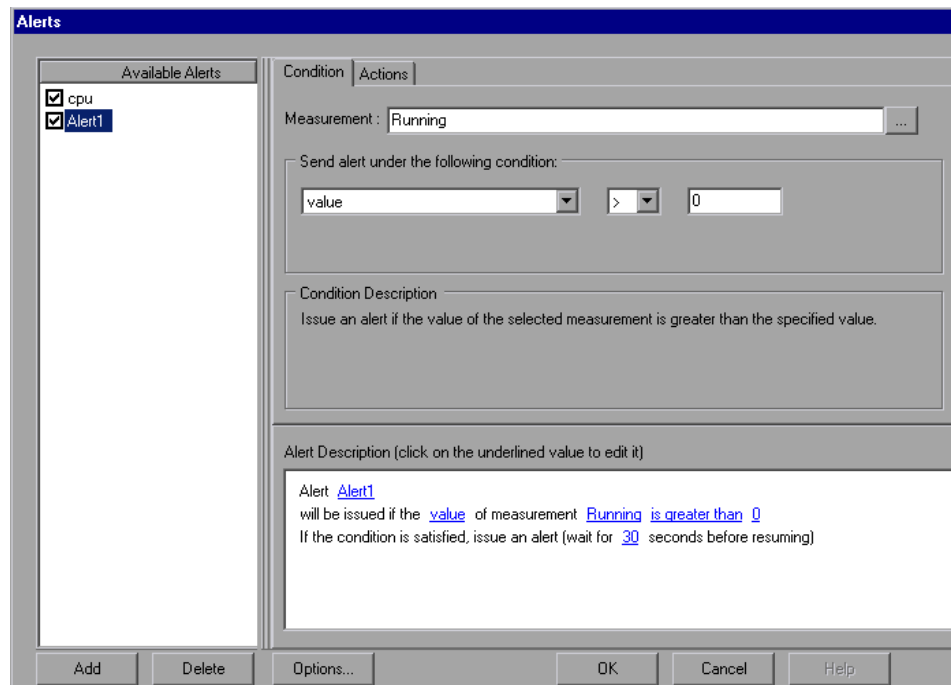 Alerts
Available Alerts
cpu
Alert1
Condition
Actions
Measurement : Running ...
Send alert under the following condition:
value > 0
Condition Description
Issue an alert if the value of the selected measurement is greater than the specified value.
Alert Description (click on the underlined value to edit it)
Alert Alert1
will be issued if the value of measurement Running is greater than 0
If the condition is satisfied, issue an alert (wait for 30 seconds before resuming)
Add Delete Options... OK Cancel Help